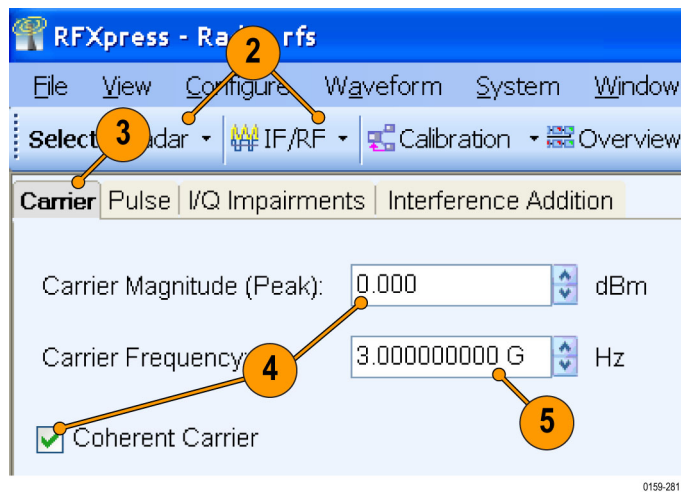 RFXpress - Ra rfs
2
File View Configure Waveform System Window
Select adar IF/RF Calibration Overview
3
Carrier Pulse I/Q Impairments Interference Addition
Carrier Magnitude (Peak): 0.000 dBm
Carrier Frequency: 3.000000000 G Hz
4
5
Coherent Carrier
0159-281